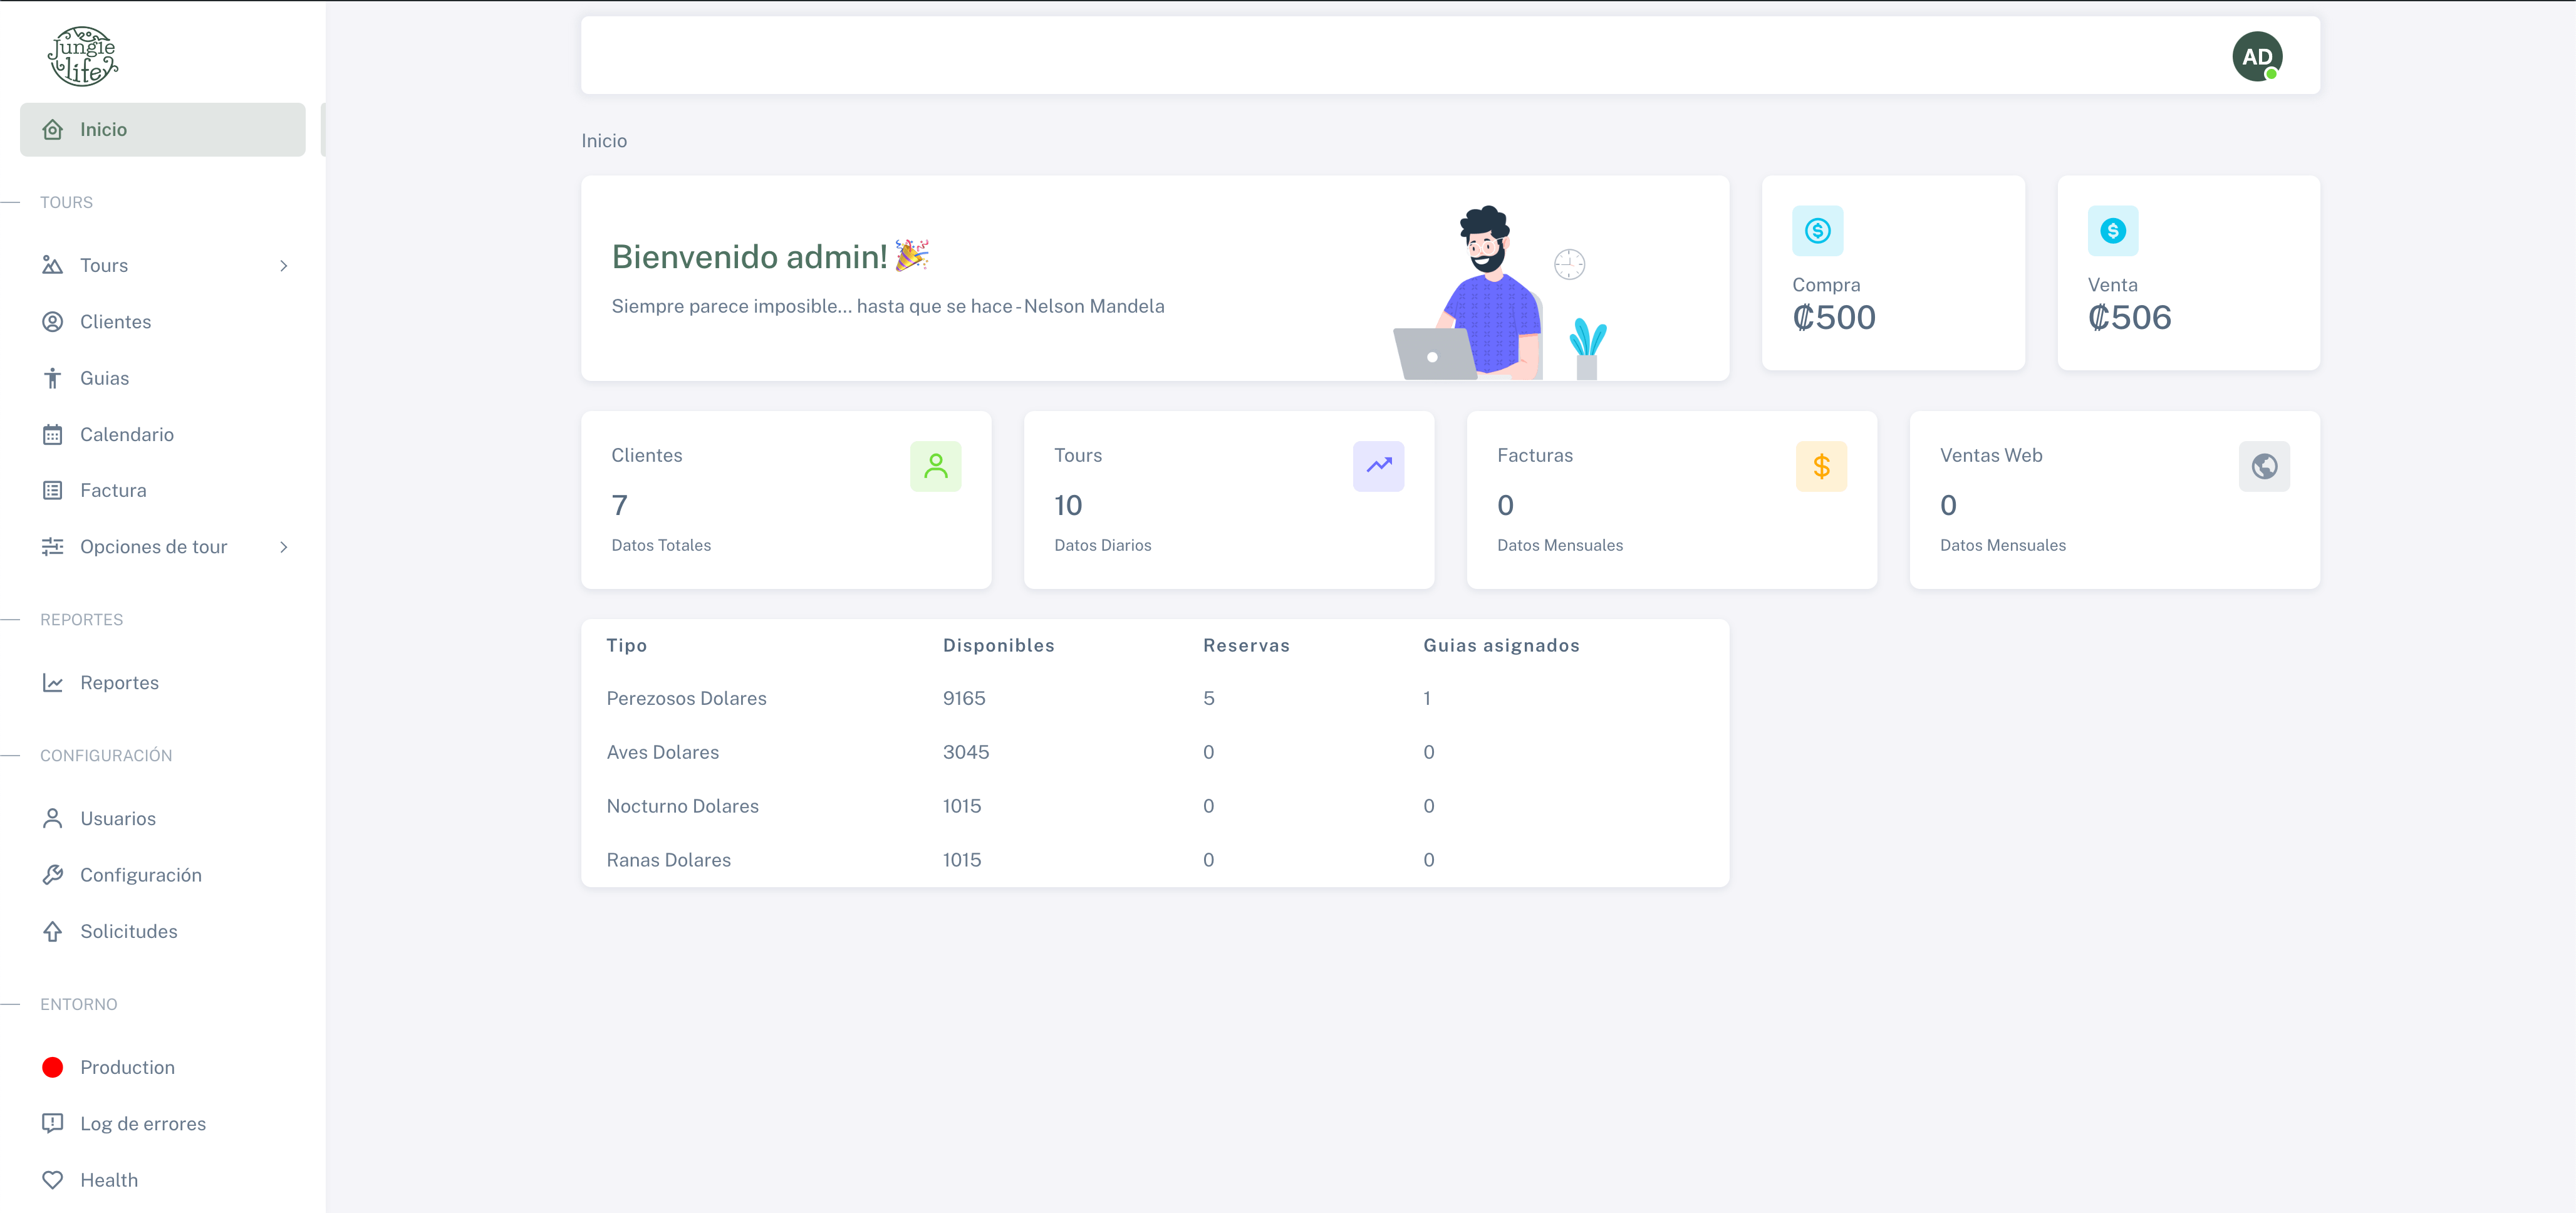 Jungle
life
Inicio
TOURS
Tours
Clientes
Guias
Calendario
Factura
Opciones de tour
REPORTES
Reportes
CONFIGURACIÓN
Usuarios
Configuración
Solicitudes
ENTORNO
Production
Log de errores
Health
AD
Inicio
Bienvenido admin! 🎉
Siempre parece imposible... hasta que se hace - Nelson Mandela
Compra
₡500
Venta
₡506
Clientes
7
Datos Totales
Tours
10
Datos Diarios
Facturas
0
Datos Mensuales
Ventas Web
0
Datos Mensuales
Tipo Disponibles Reservas Guias asignados
Perezosos Dolares 9165 5 1
Aves Dolares 3045 0 0
Nocturno Dolares 1015 0 0
Ranas Dolares 1015 0 0